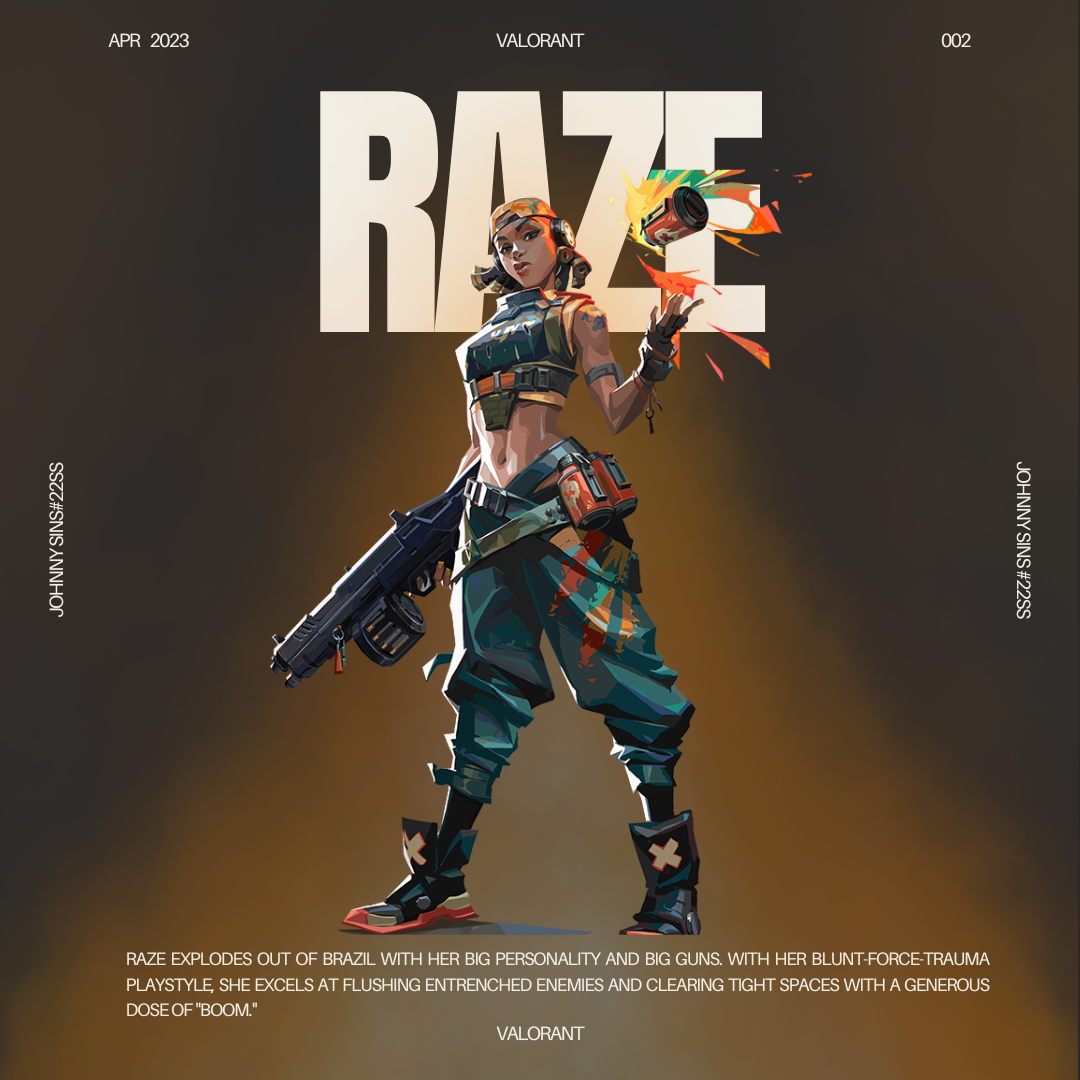 APR 2023
VALORANT
002
RAZE
JOHNNY SINS#22SS
JOHNNY SINS #22SS
RAZE EXPLODES OUT OF BRAZIL WITH HER BIG PERSONALITY AND BIG GUNS. WITH HER BLUNT-FORCE-TRAUMA
PLAYSTYLE, SHE EXCELS AT FLUSHING ENTRENCHED ENEMIES AND CLEARING TIGHT SPACES WITH A GENEROUS
DOSE OF "BOOM."
VALORANT